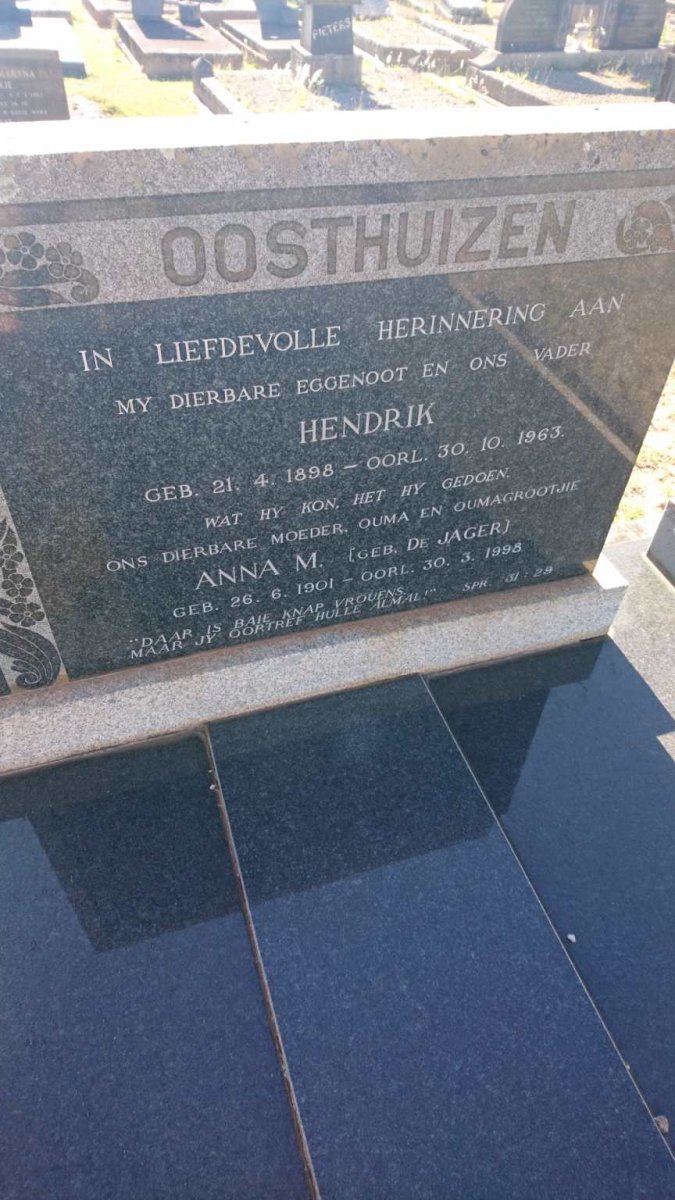 PIETERS
OOSTHUIZEN
IN LIEFDEVOLLE HERINNERING AAN
MY DIERBARE EGGENOOT EN ONS VADER
HENDRIK
GEB. 21. 4. 1898 – OORL. 30. 10. 1963.
WAT HY KON, HET HY GEDOEN.
ONS DIERBARE MOEDER, OUMA EN OUMAGROOTJIE
ANNA M. [GEB. DE JAGER]
GEB. 26. 6. 1901 – OORL. 30. 3. 1998
"DAAR IS BAIE KNAP VROUENS,
MAAR JY OORTREF HULLE ALMAL!" SPR. 31: 29